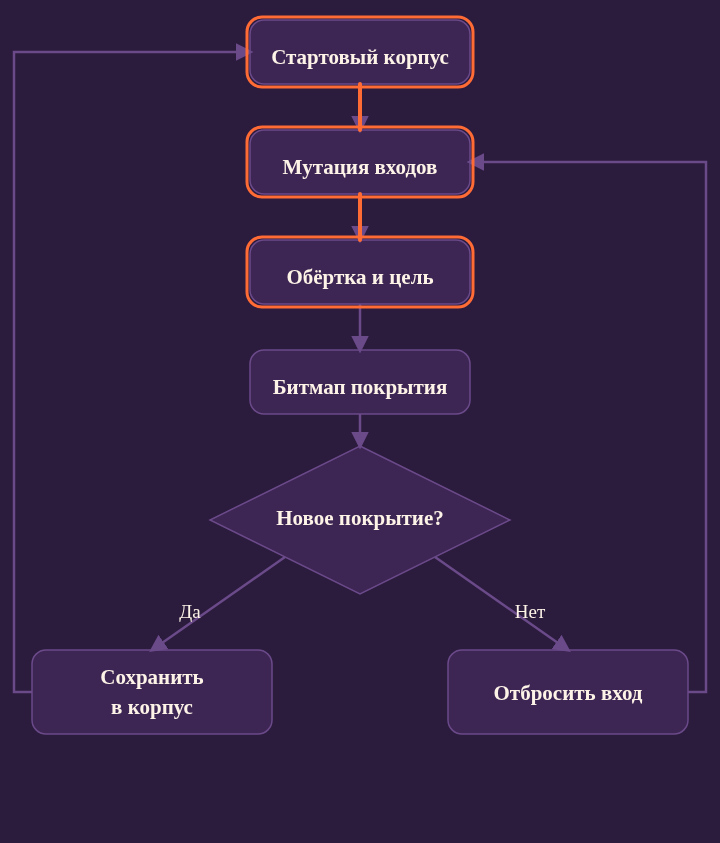 Стартовый корпус
Мутация входов
Обёртка и цель
Битмап покрытия
Новое покрытие?
Да
Нет
Сохранить
в корпус
Отбросить вход